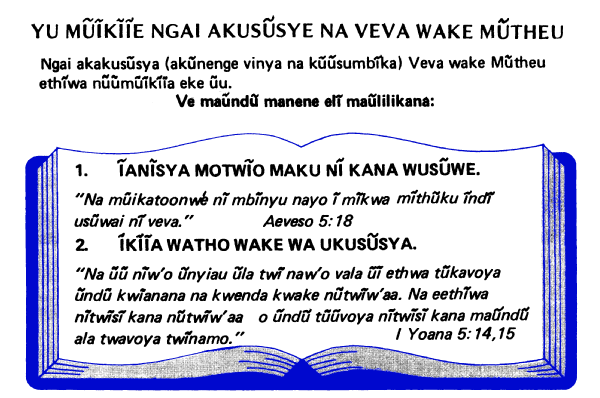 YU MŨĨKĨĨE NGAI AKUSŨSYE NA VEVA WAKE MŨTHEU
Ngai akakusũsya (akũnenge vinya na kũũsumbĩka) Veva wake Mũtheu
ethĩwa nũũmũĩkĩĩa eke ũu.
Ve maũndũ manene elĩ maũlilikana:
1. ĨANĨSYA MOTWĨO MAKU NĨ KANA WUSŨWE.
"Na mũikatoonwe nĩ mbĩnyu nayo ĩ mĩkwa mĩthũku ĩndĩ
usũwai nĩ veva." Aeveso 5:18
2. ĨKĨĨA WATHO WAKE WA UKUSŨSYA.
"Na ũũ nĩw'o ũnyiau ũla twĩ naw'o vala ũĩ ethwa tũkavoya
ũndũ kwĩanana na kwenda kwake nũtwĩw'aa. Na eethĩwa
nĩtwĩsĩ kana nũtwĩw'aa o ũndũ tũũvoya nĩtwĩsĩ kana maũndũ
ala twavoya twĩnamo." I Yoana 5:14,15